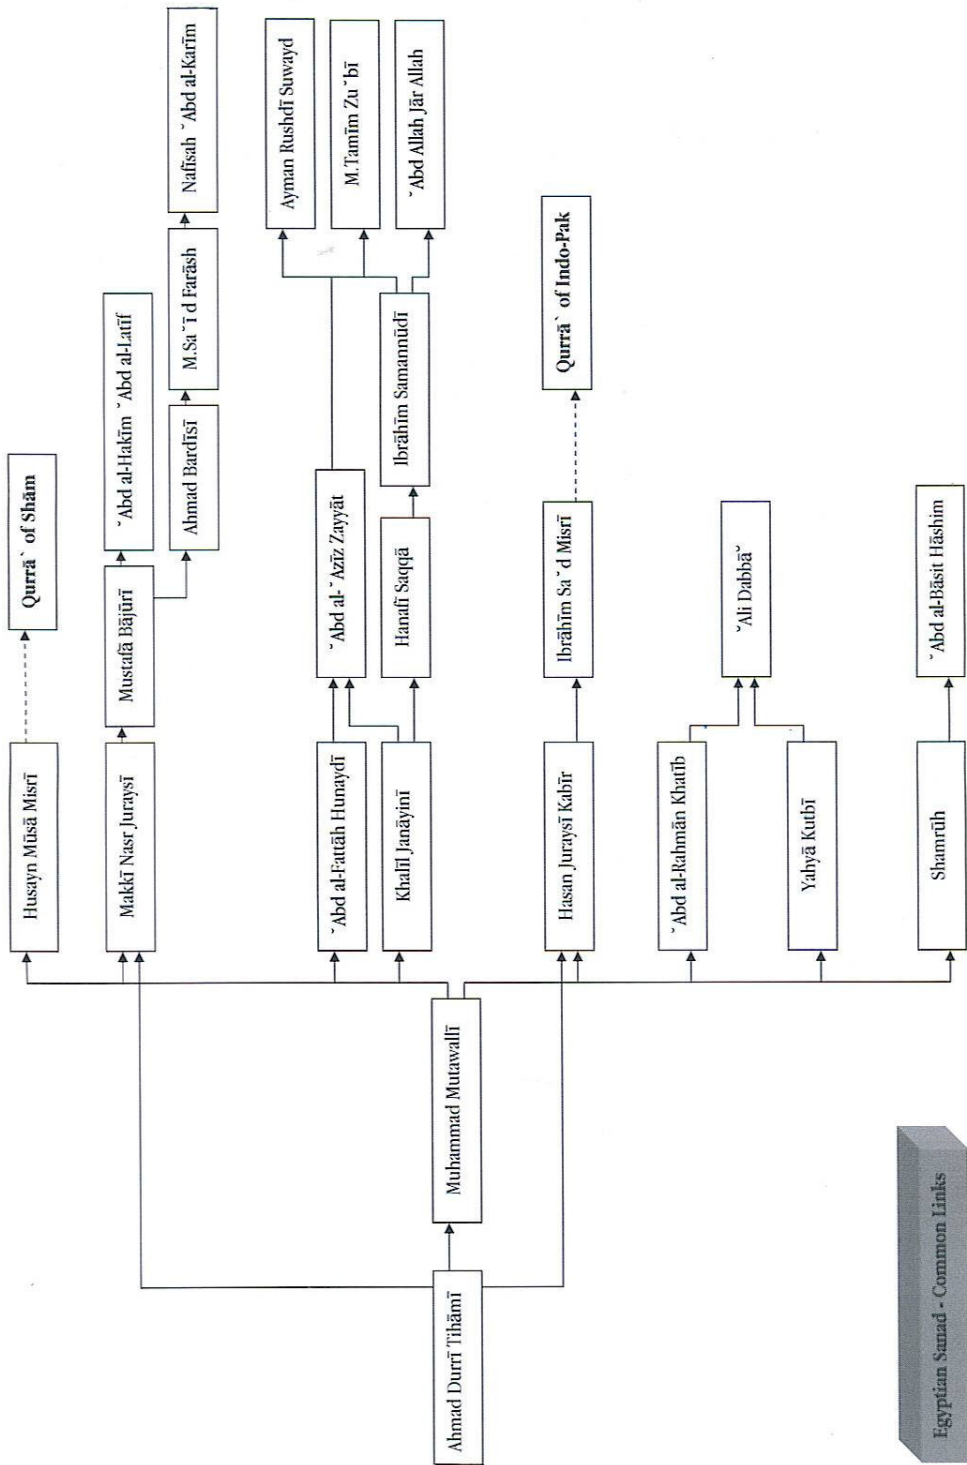 Husayn Mūsā Misrī
Qurrā` of Shām
Makkī Nasr Juraysī
Mustafā Bājūrī
˘Abd al-Hakīm ˘Abd al-Latīf
Ahmad Bardīsī
M.Sa˘ī d Farāsh
Nafīsah ˘Abd al-Karīm
˘Abd al-Fattāh Hunaydī
Khalīl Janāyinī
˘Abd al-˘Azīz Zayyāt
Hanafī Saqqā
Ibrāhīm Samannūdī
Ayman Rushdī Suwayd
M.Tamīm Zu˘bī
˘Abd Allah Jār Allah
Ahmad Durrī Tihāmī
Muhammad Mutawallī
Hasan Juraysī Kabīr
Ibrāhīm Sa˘d Misrī
Qurrā` of Indo-Pak
˘Abd al-Rahmān Khatīb
Yahyā Kutbī
˘Ali Dabbā˘
Shamrūh
˘Abd al-Bāsit Hāshim
Egyptian Sanad - Common Links